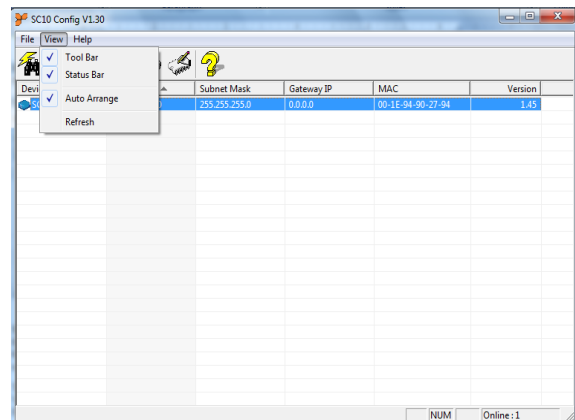 SC10 Config V1.30
File View Help
Tool Bar
Status Bar
Auto Arrange
Refresh
Subnet Mask Gateway IP MAC Version
255.255.255.0 0.0.0.0 00-1E-94-90-27-94 1.45
NUM Online : 1